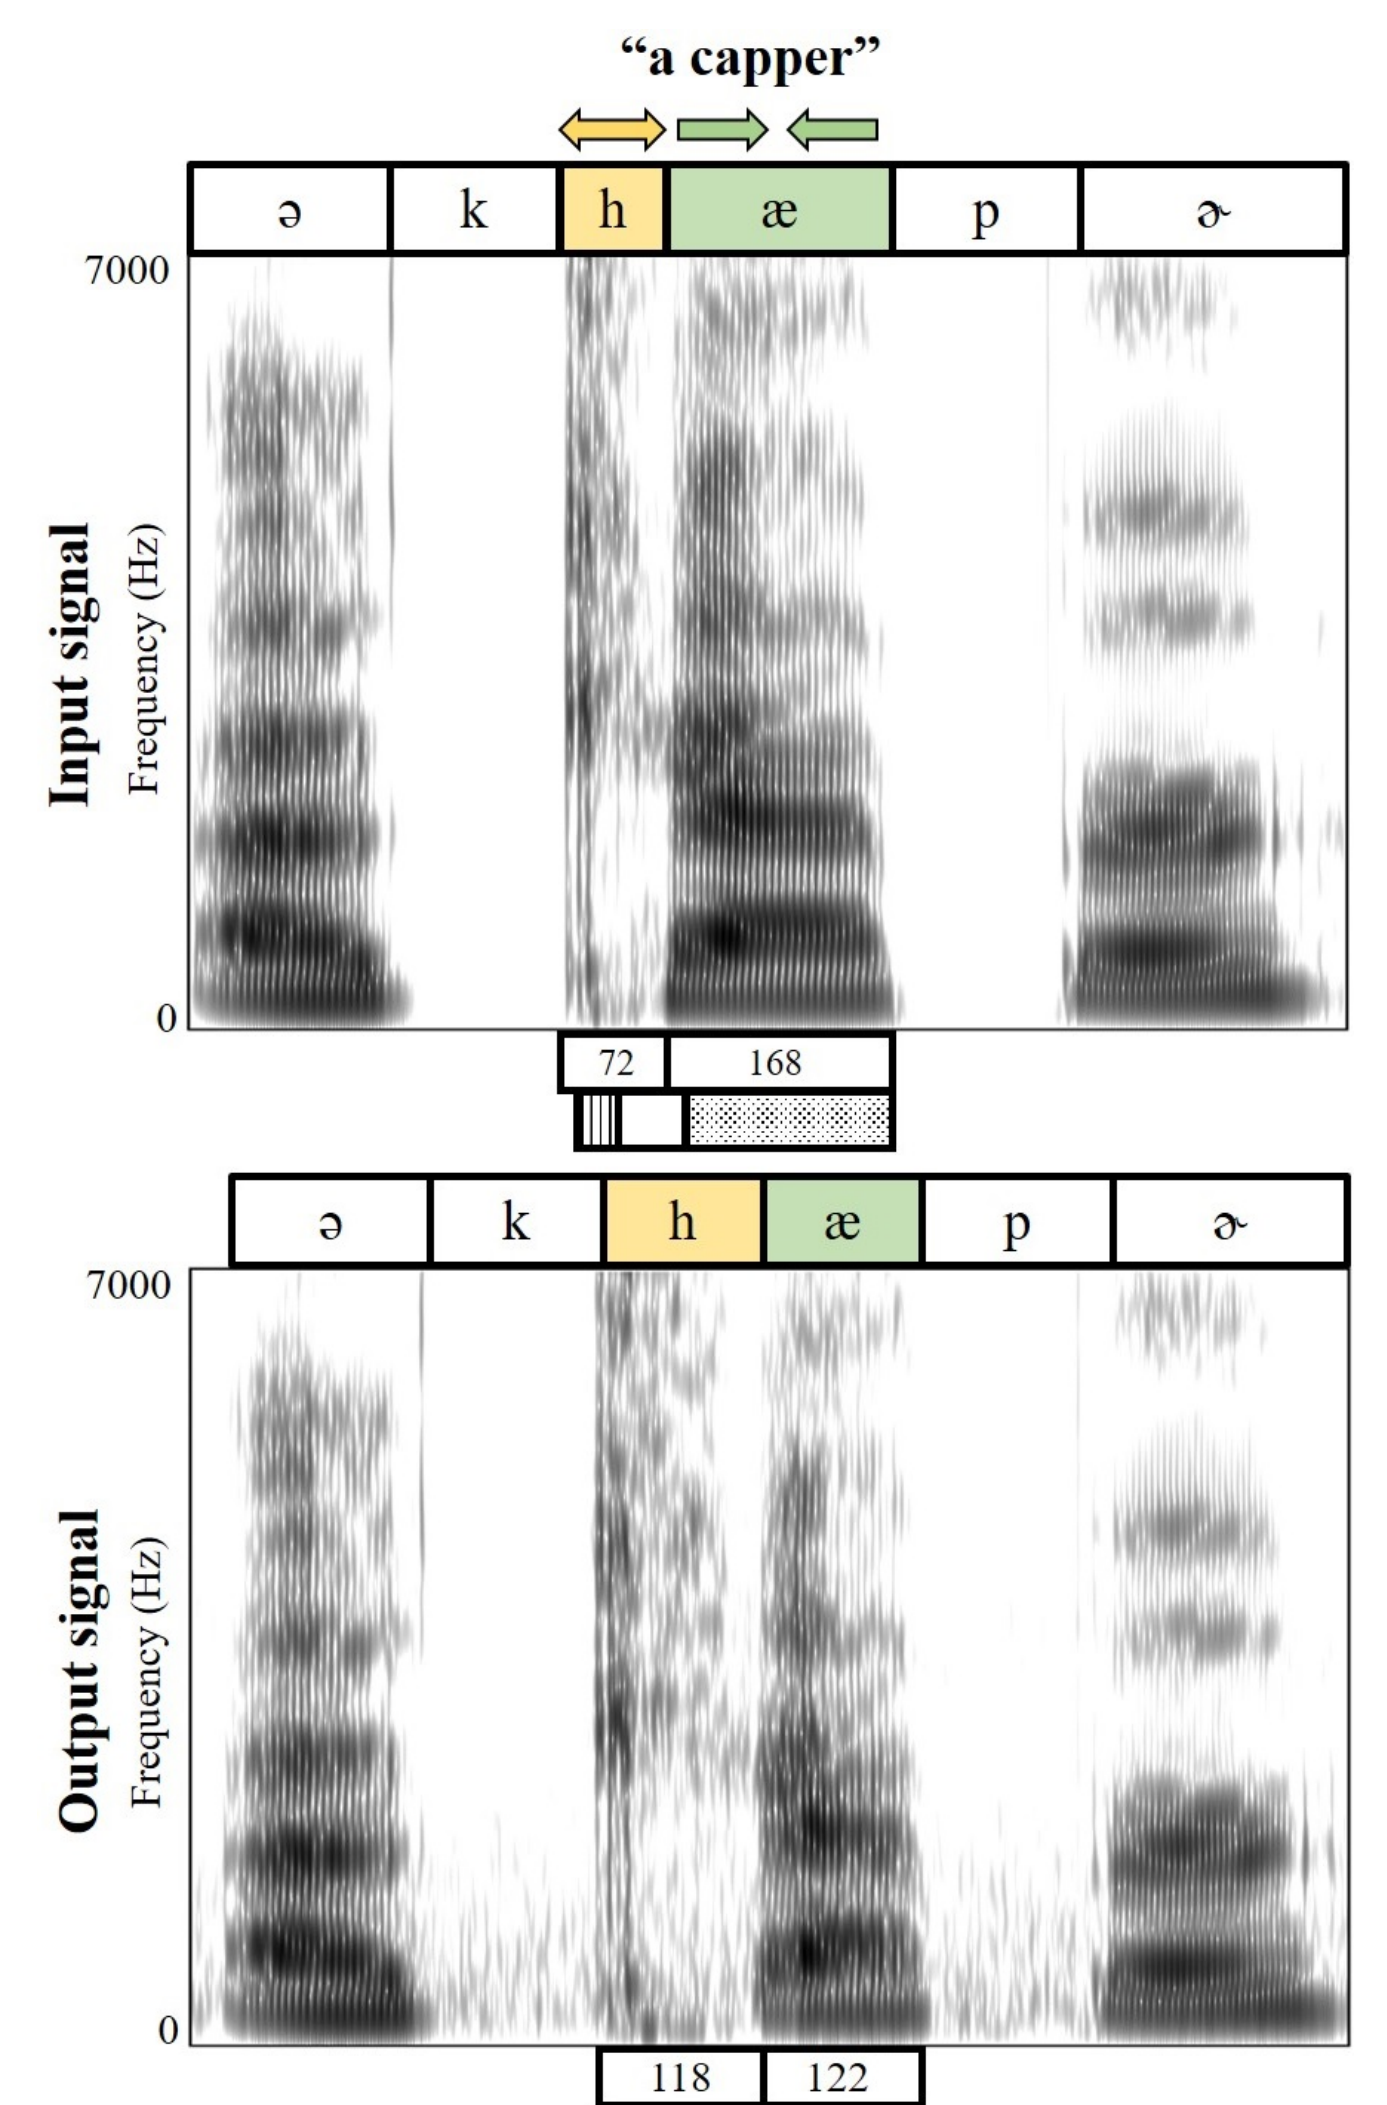 “a capper”
ə k h æ p ɚ
7000
Input signal
Frequency (Hz)
0
72 168
ə k h æ p ɚ
7000
Output signal
Frequency (Hz)
0
118 122